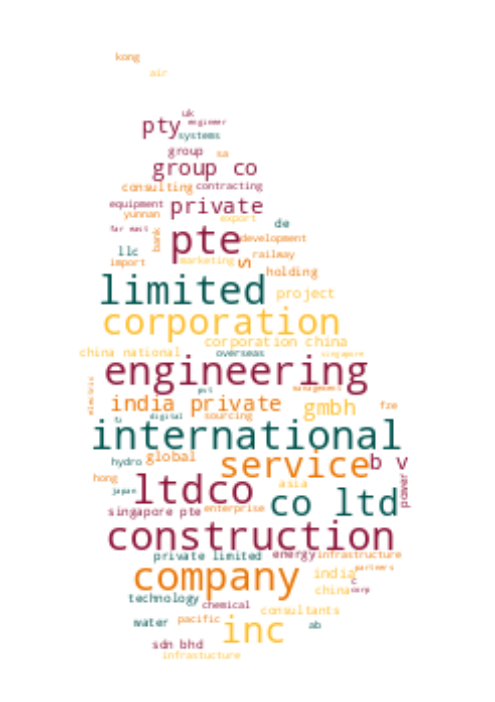 kong
air
uk
pty engineer
systems
group sa
group co
consulting contracting
equipment private
yunnan export
far east bank de
pte development
llc railway
import marketing s holding
limited project
corporation
corporation china
china national overseas singapore
engineering
electric management
india private gmbh fze
digital sourcing
international
hydro global service b v
hong ltdco asia power
japan co ltd
singapore pte enterprise
construction
private limited energy infrastructure
company india partners
china c corp
technology chemical consultants
water pacific inc ab
sdn bhd
infrastucture